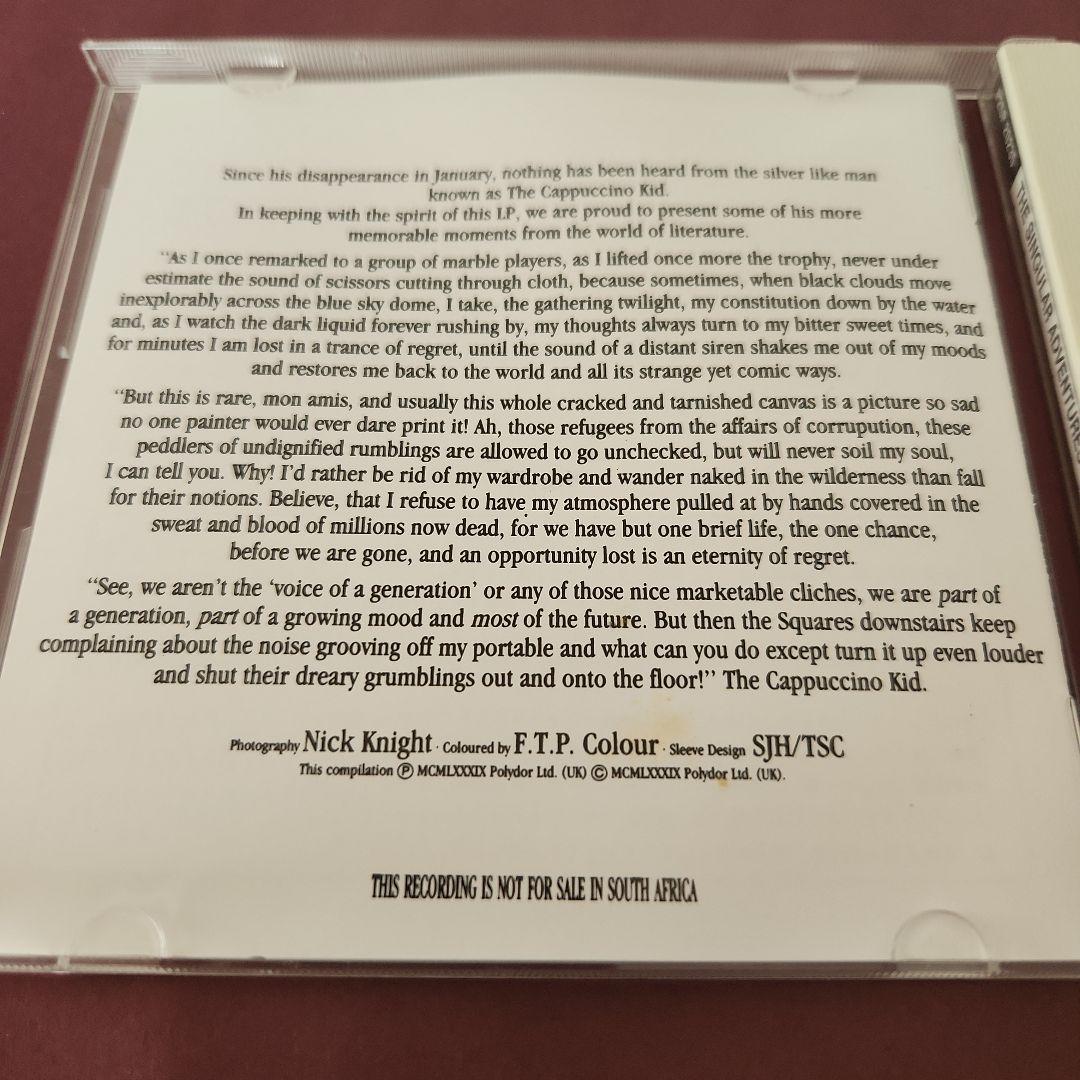 Since his disappearance in January, nothing has been heard from the silver like man
known as The Cappuccino Kid.
In keeping with the spirit of this LP, we are proud to present some of his more
memorable moments from the world of literature.
"As I once remarked to a group of marble players, as I lifted once more the trophy, never under
estimate the sound of scissors cutting through cloth, because sometimes, when black clouds move
inexplorably across the blue sky dome, I take, the gathering twilight, my constitution down by the water
and, as I watch the dark liquid forever rushing by, my thoughts always turn to my bitter sweet times, and
for minutes I am lost in a trance of regret, until the sound of a distant siren shakes me out of my moods
and restores me back to the world and all its strange yet comic ways.
"But this is rare, mon amis, and usually this whole cracked and tarnished canvas is a picture so sad
no one painter would ever dare print it! Ah, those refugees from the affairs of corrupution, these
peddlers of undignified rumblings are allowed to go unchecked, but will never soil my soul,
I can tell you. Why! I'd rather be rid of my wardrobe and wander naked in the wilderness than fall
for their notions. Believe, that I refuse to have my atmosphere pulled at by hands covered in the
sweat and blood of millions now dead, for we have but one brief life, the one chance,
before we are gone, and an opportunity lost is an eternity of regret.
"See, we aren't the 'voice of a generation' or any of those nice marketable cliches, we are part of
a generation, part of a growing mood and most of the future. But then the Squares downstairs keep
complaining about the noise grooving off my portable and what can you do except turn it up even louder
and shut their dreary grumblings out and onto the floor!" The Cappuccino Kid.
Photography Nick Knight · Coloured by F.T.P. Colour · Sleeve Design SJH/TSC
This compilation Ⓟ MCMLXXXIX Polydor Ltd. (UK) © MCMLXXXIX Polydor Ltd. (UK).
THIS RECORDING IS NOT FOR SALE IN SOUTH AFRICA
THE SINGULAR ADVENTURES